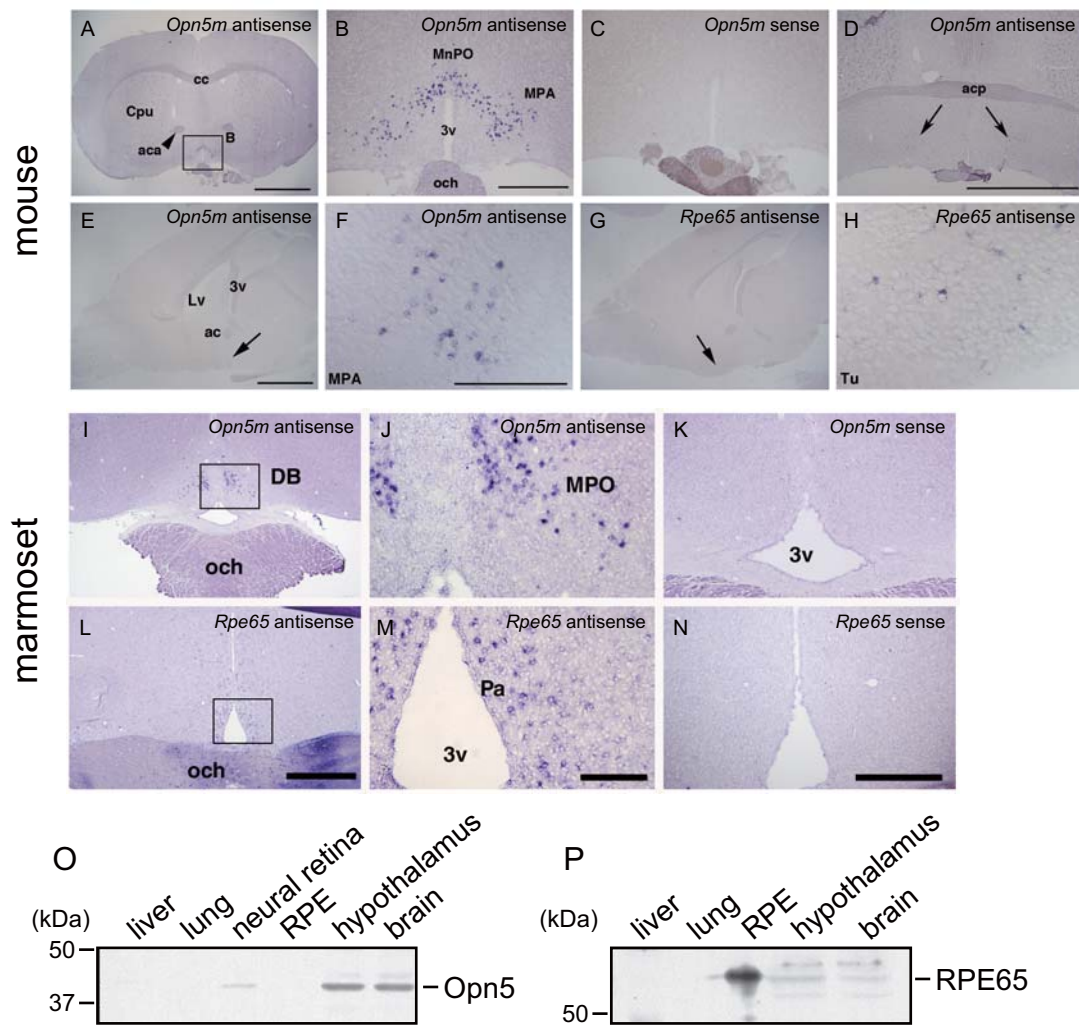 mouse
A Opn5m antisense
cc
Cpu
aca
B
B Opn5m antisense
MnPO
MPA
3v
och
C Opn5m sense
D Opn5m antisense
acp
E Opn5m antisense
3v
Lv
ac
F Opn5m antisense
MPA
G Rpe65 sense
H Rpe65 antisense
Tu
marmoset
I Opn5m antisense
DB
och
J Opn5m antisense
MPO
K Opn5m sense
3v
L Rpe65 antisense
och
M Rpe65 antisense
Pa
3v
N Rpe65 sense
O
(kDa)
liver
lung
neural retina
RPE
hypothalamus
brain
50
37
Opn5
P
(kDa)
liver
lung
RPE
hypothalamus
brain
50
RPE65